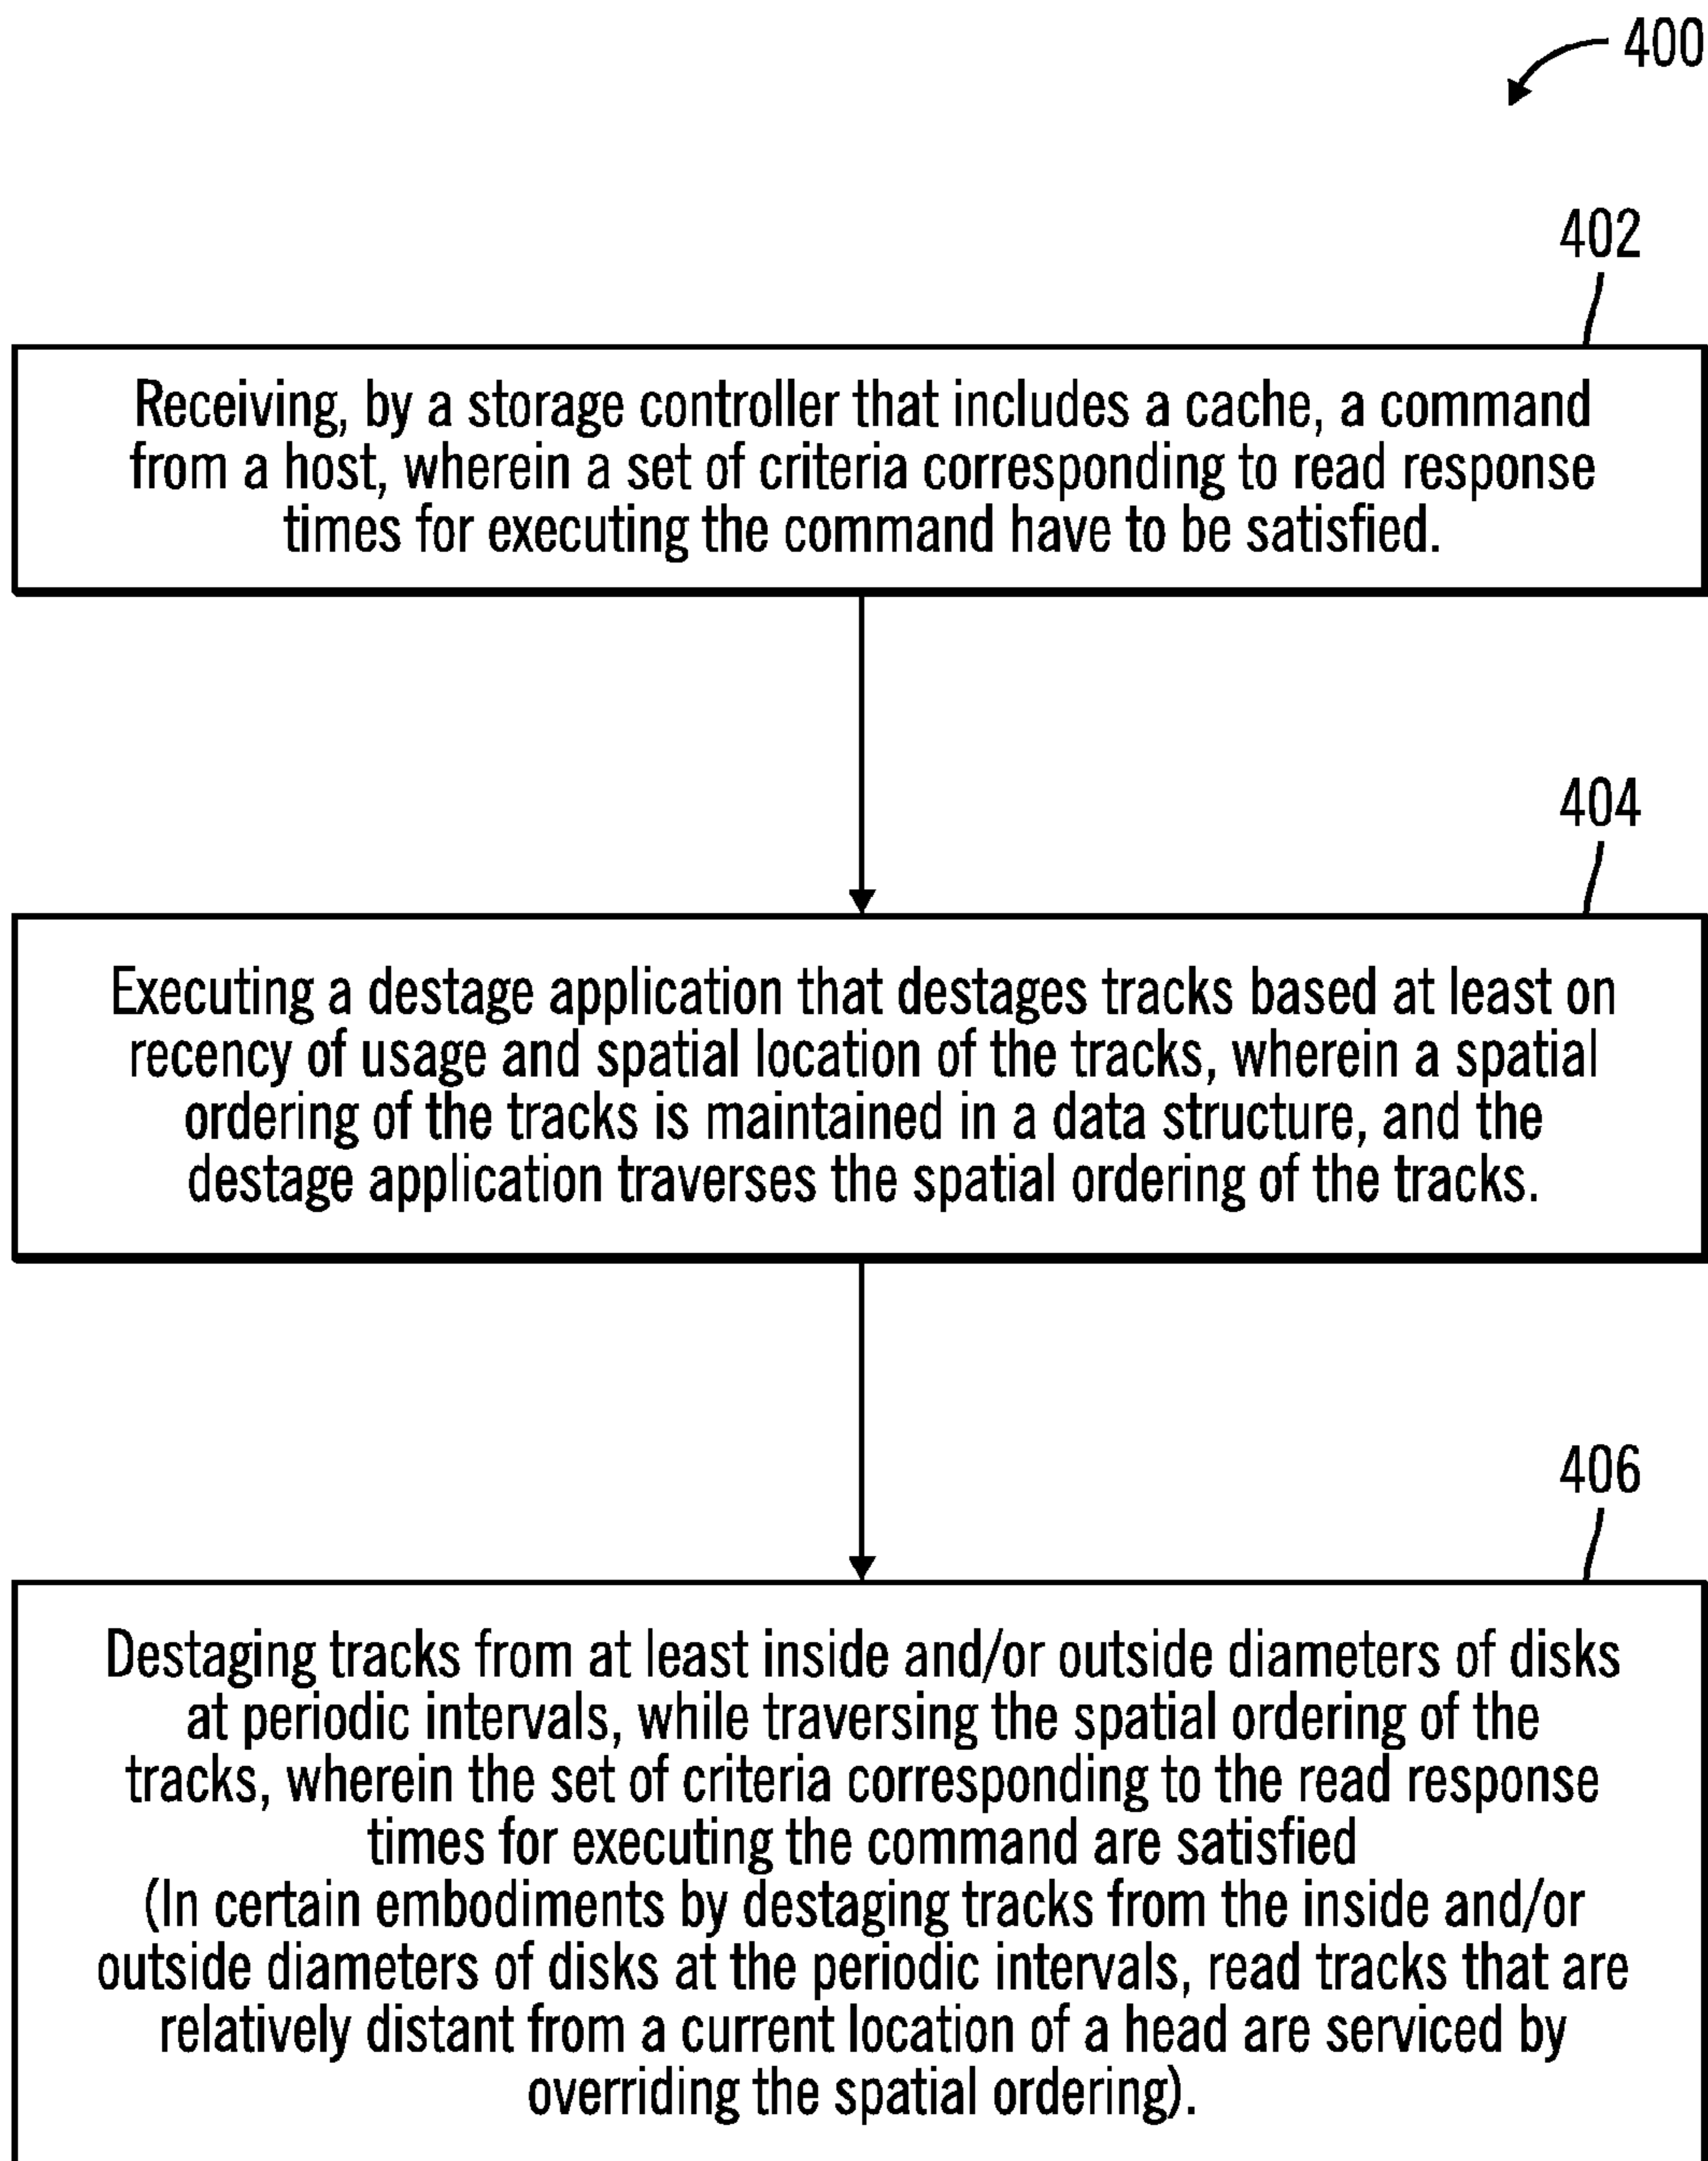 400
402
Receiving, by a storage controller that includes a cache, a command
from a host, wherein a set of criteria corresponding to read response
times for executing the command have to be satisfied.
404
Executing a destage application that destages tracks based at least on
recency of usage and spatial location of the tracks, wherein a spatial
ordering of the tracks is maintained in a data structure, and the
destage application traverses the spatial ordering of the tracks.
406
Destaging tracks from at least inside and/or outside diameters of disks
at periodic intervals, while traversing the spatial ordering of the
tracks, wherein the set of criteria corresponding to the read response
times for executing the command are satisfied
(In certain embodiments by destaging tracks from the inside and/or
outside diameters of disks at the periodic intervals, read tracks that are
relatively distant from a current location of a head are serviced by
overriding the spatial ordering).